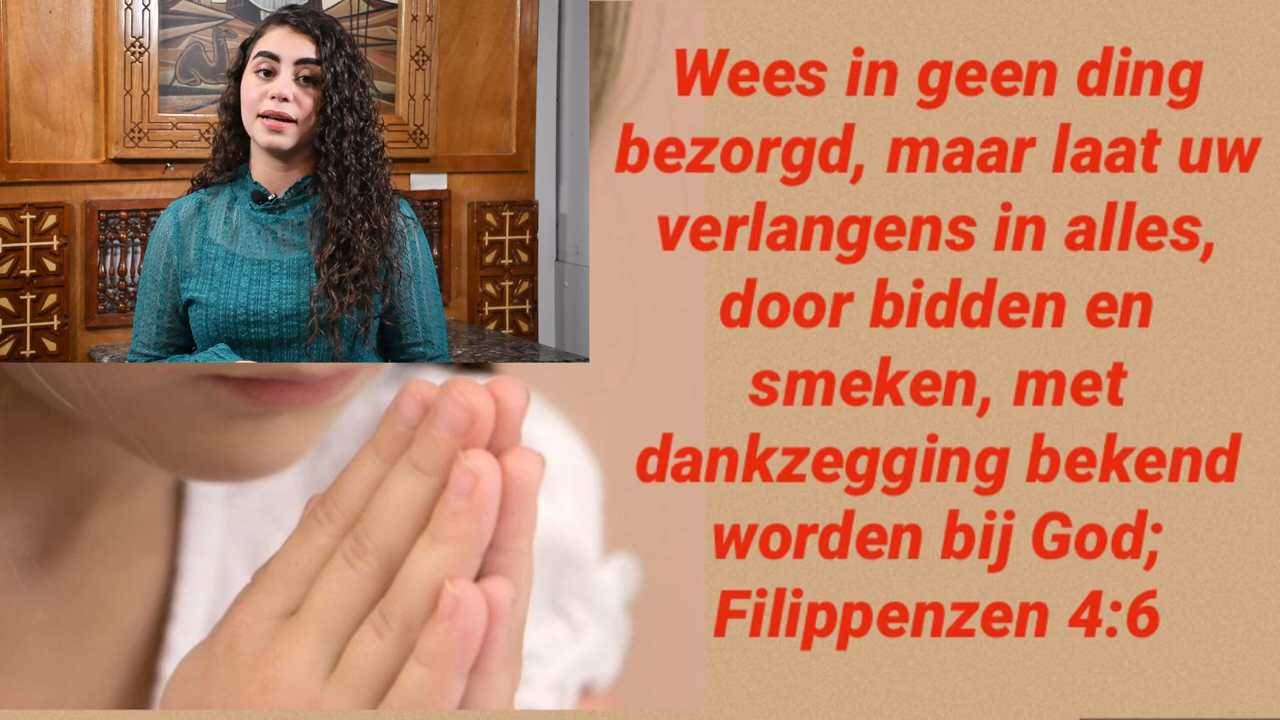 Wees in geen ding
bezorgd, maar laat uw
verlangens in alles,
door bidden en
smeken, met
dankzegging bekend
worden bij God;
Filippenzen 4:6